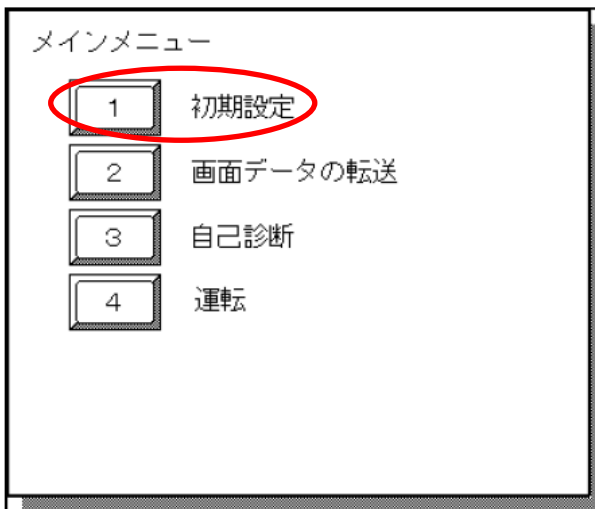 メインメニュー
1 初期設定
2 画面データの転送
3 自己診断
4 運転